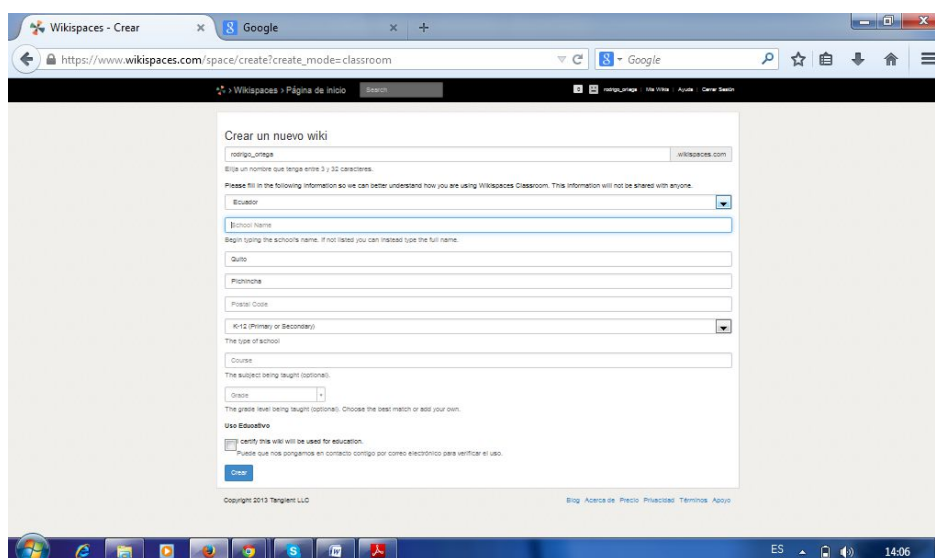 Wikispaces - Crear
Google
https://www.wikispaces.com/space/create?create_mode=classroom
Google
Wikispaces › Página de inicio
Search
0
rodrigo_ortega
Mis Wikis
Ayuda
Cerrar Sesión
Crear un nuevo wiki
rodrigo_ortega
.wikispaces.com
Elija un nombre que tenga entre 3 y 32 caracteres.
Please fill in the following information so we can better understand how you are using Wikispaces Classroom. This information will not be shared with anyone.
Ecuador
School Name
Begin typing the school's name. If not listed you can instead type the full name.
Quito
Pichincha
Postal Code
K-12 (Primary or Secondary)
The type of school
Course
The subject being taught (optional).
Grade
The grade level being taught (optional). Choose the best match or add your own.
Uso Educativo
I certify this wiki will be used for education.
Puede que nos pongamos en contacto contigo por correo electrónico para verificar el uso.
Crear
Copyright 2013 Tangient LLC
Blog Acerca de Precio Privacidad Términos Apoyo
ES
14:06